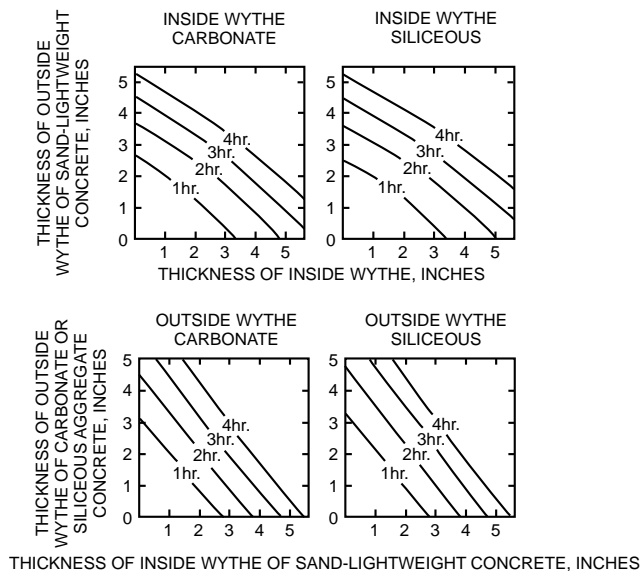 INSIDE WYTHE
CARBONATE
INSIDE WYTHE
SILICEOUS
THICKNESS OF OUTSIDE
WYTHE OF SAND-LIGHTWEIGHT
CONCRETE, INCHES
5
4
3
2
1
0
4hr.
3hr.
2hr.
1hr.
1 2 3 4 5
5
4
3
2
1
0
4hr.
3hr.
2hr.
1hr.
1 2 3 4 5
THICKNESS OF INSIDE WYTHE, INCHES
OUTSIDE WYTHE
CARBONATE
OUTSIDE WYTHE
SILICEOUS
THICKNESS OF OUTSIDE
WYTHE OF CARBONATE OR
SILICEOUS AGGREGATE
CONCRETE, INCHES
5
4
3
2
1
0
4hr.
3hr.
2hr.
1hr.
1 2 3 4 5
5
4
3
2
1
0
4hr.
3hr.
2hr.
1hr.
1 2 3 4 5
THICKNESS OF INSIDE WYTHE OF SAND-LIGHTWEIGHT CONCRETE, INCHES